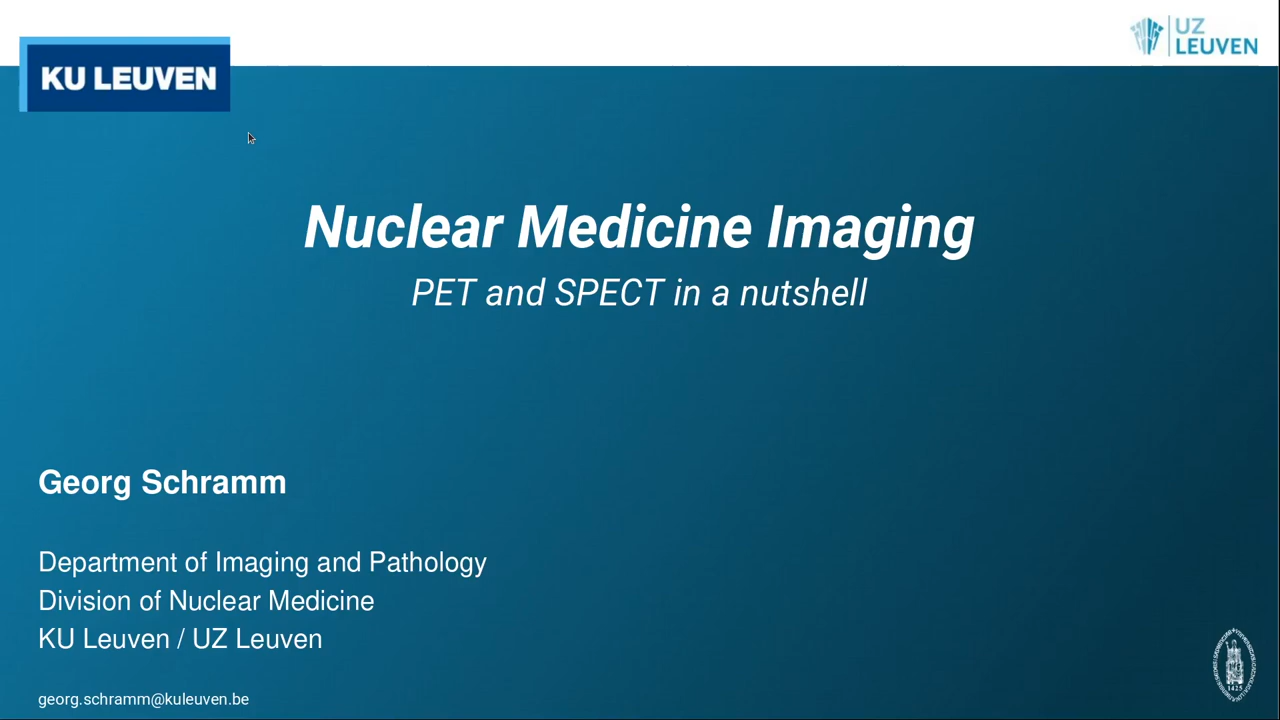 UZ
LEUVEN
KU LEUVEN
Nuclear Medicine Imaging
PET and SPECT in a nutshell
Georg Schramm
Department of Imaging and Pathology
Division of Nuclear Medicine
KU Leuven / UZ Leuven
georg.schramm@kuleuven.be
1425